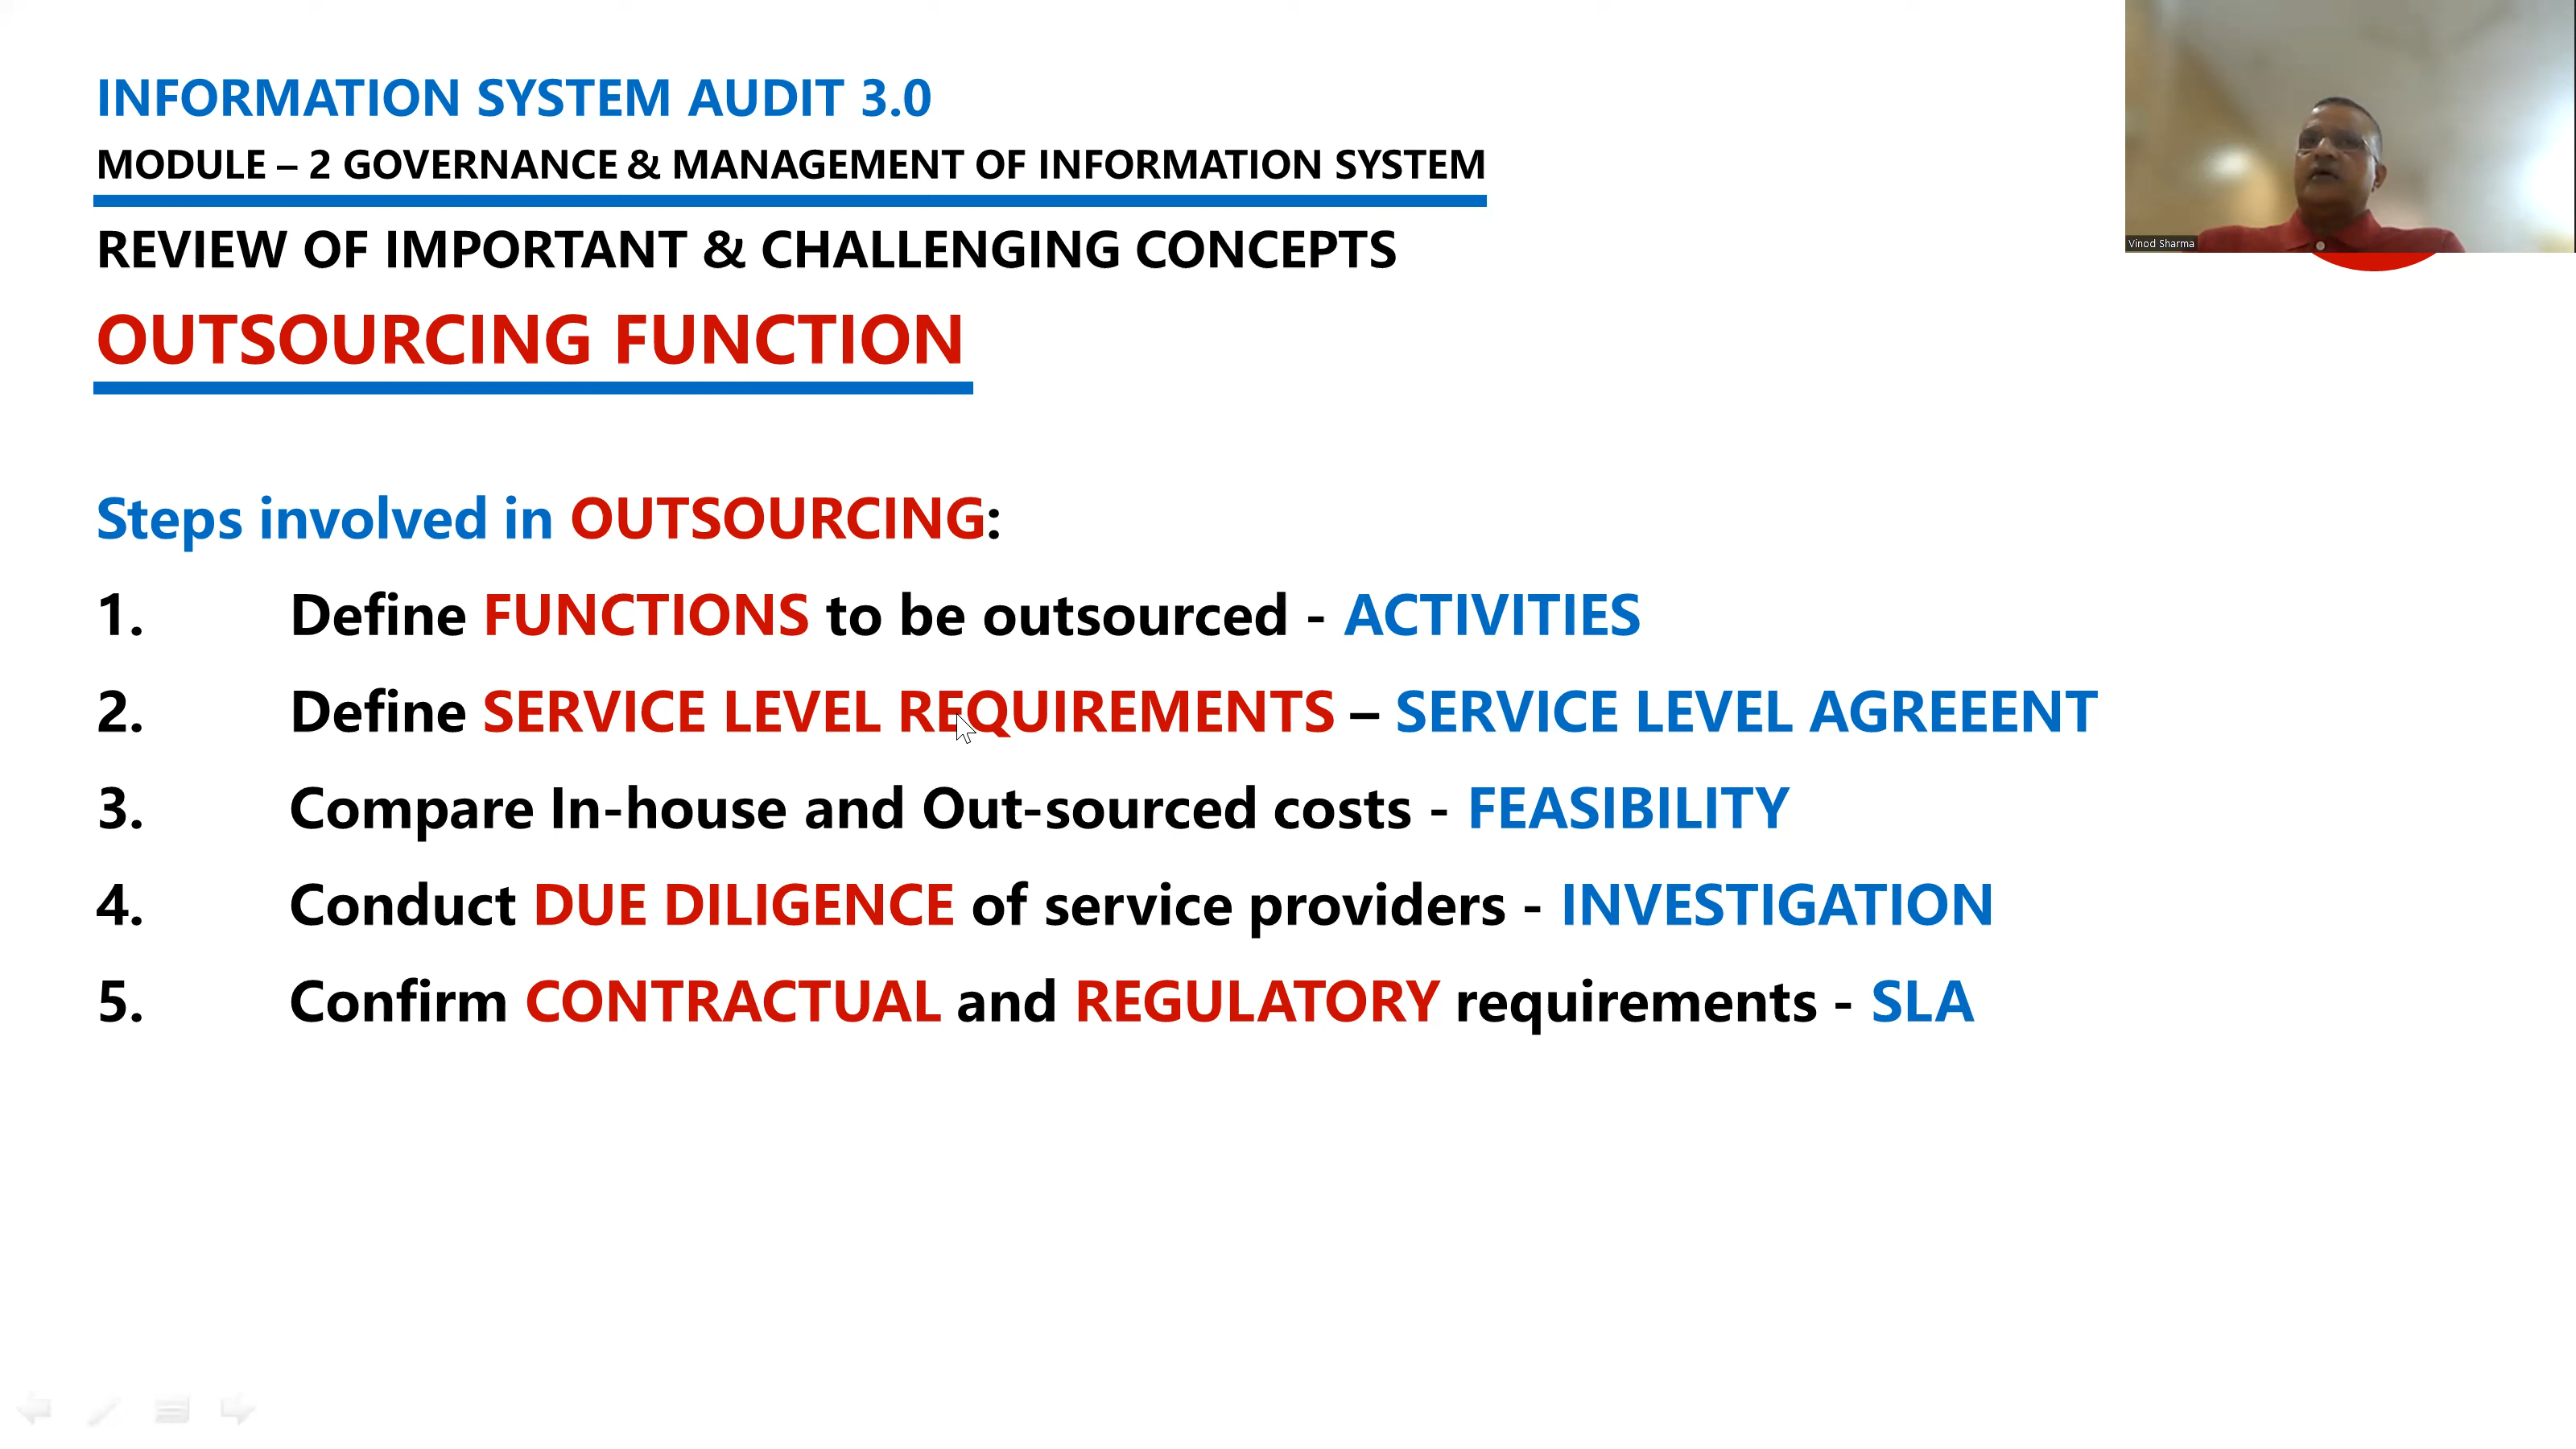 INFORMATION SYSTEM AUDIT 3.0
MODULE – 2 GOVERNANCE & MANAGEMENT OF INFORMATION SYSTEM
REVIEW OF IMPORTANT & CHALLENGING CONCEPTS
OUTSOURCING FUNCTION
Vinod Sharma
Steps involved in OUTSOURCING:
1. Define FUNCTIONS to be outsourced - ACTIVITIES
2. Define SERVICE LEVEL REQUIREMENTS – SERVICE LEVEL AGREEENT
3. Compare In-house and Out-sourced costs - FEASIBILITY
4. Conduct DUE DILIGENCE of service providers - INVESTIGATION
5. Confirm CONTRACTUAL and REGULATORY requirements - SLA